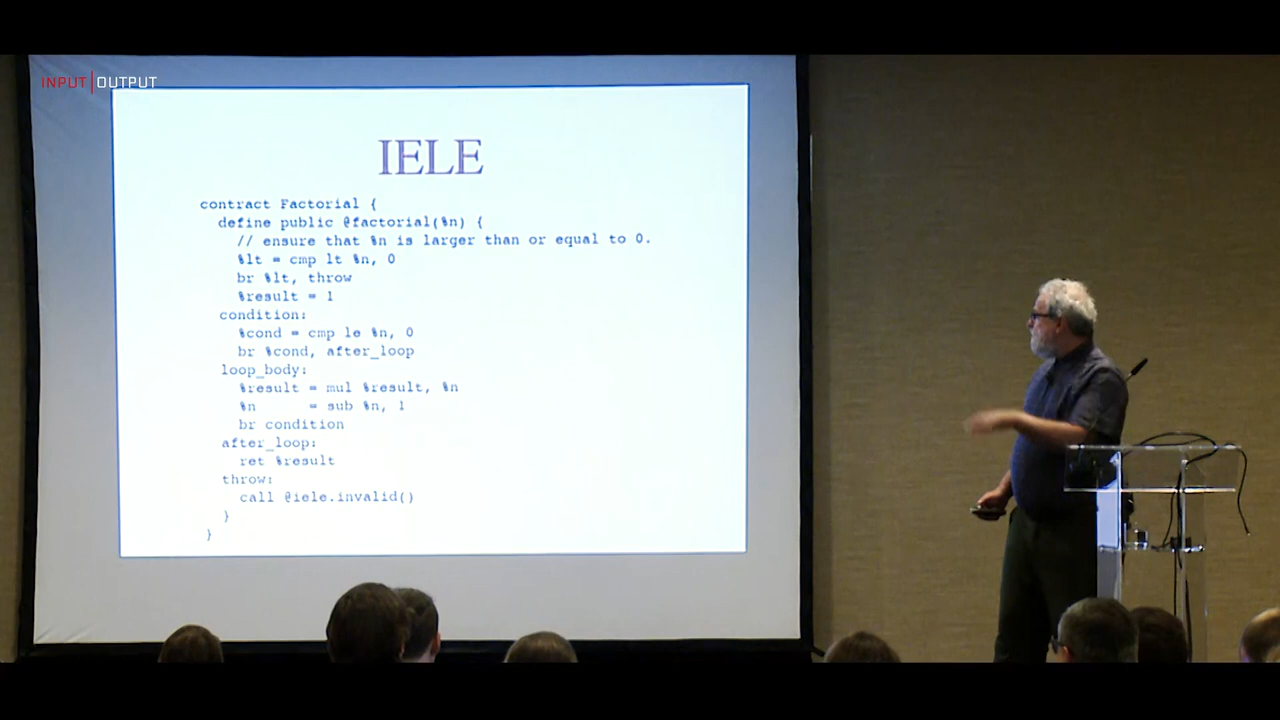 INPUT|OUTPUT
IELE
contract Factorial {
define public @factorial(%n) {
// ensure that %n is larger than or equal to 0.
%lt = cmp lt %n, 0
br %lt, throw
%result = 1
condition:
%cond = cmp le %n, 0
br %cond, after_loop
loop_body:
%result = mul %result, %n
%n = sub %n, 1
br condition
after_loop:
ret %result
throw:
call @iele.invalid()
}
}